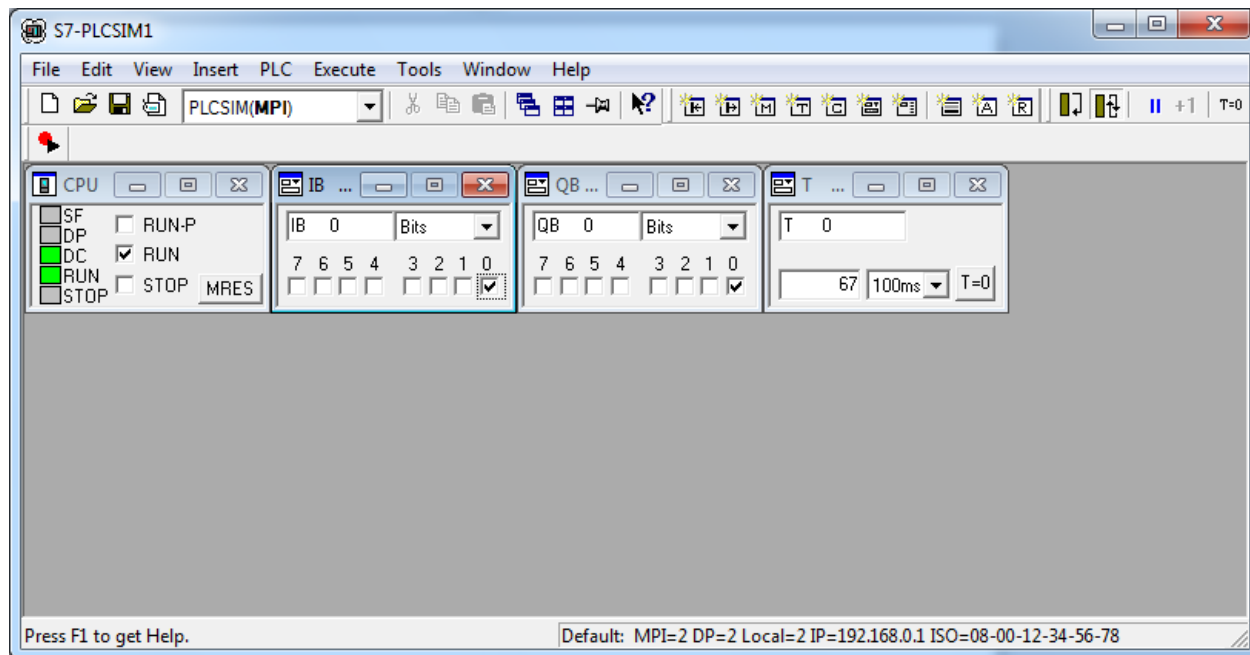 S7-PLCSIM1
File Edit View Insert PLC Execute Tools Window Help
PLCSIM(MPI) +1 T=0
CPU IB ... QB ... T ...
SF RUN-P
DP
DC RUN
RUN
STOP STOP MRES
IB 0 Bits
7 6 5 4 3 2 1 0
QB 0 Bits
7 6 5 4 3 2 1 0
T 0
67 100ms T=0
Press F1 to get Help. Default: MPI=2 DP=2 Local=2 IP=192.168.0.1 ISO=08-00-12-34-56-78